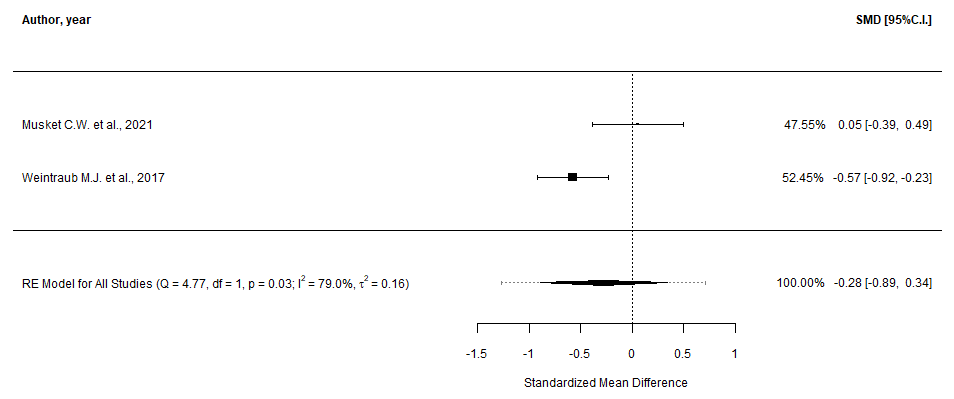 Author, year SMD [95%C.I.]
Musket C.W. et al., 2021 47.55% 0.05 [-0.39, 0.49]
Weintraub M.J. et al., 2017 52.45% -0.57 [-0.92, -0.23]
RE Model for All Studies (Q = 4.77, df = 1, p = 0.03; I² = 79.0%, τ² = 0.16) 100.00% -0.28 [-0.89, 0.34]
-1.5 -1 -0.5 0 0.5 1
Standardized Mean Difference